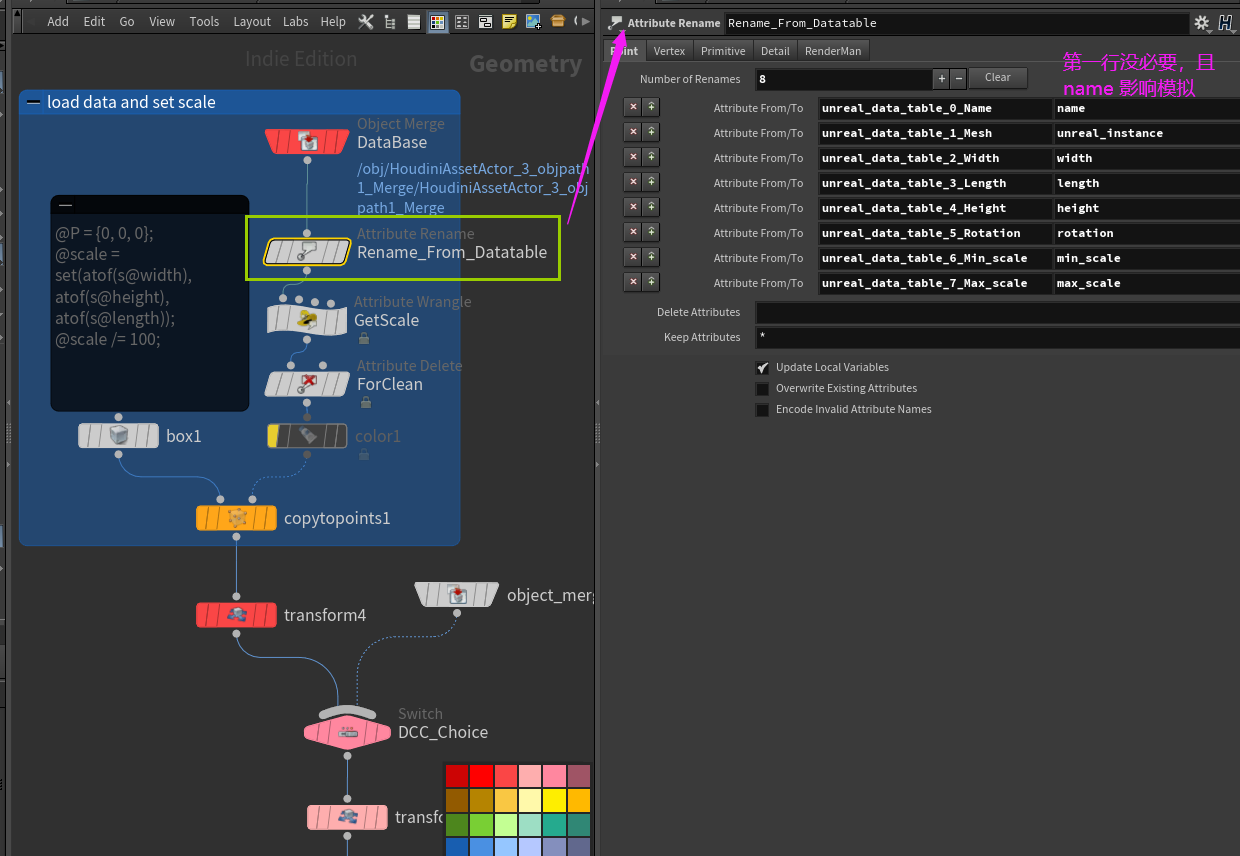 Add Edit Go View Tools Layout Labs Help
Indie Edition
Geometry
load data and set scale
Object Merge
DataBase
/obj/HoudiniAssetActor_3_objpath
1_Merge/HoudiniAssetActor_3_obj
path1_Merge
Attribute Rename
Rename_From_Datatable
@P = {0, 0, 0};
@scale =
set(atof(s@width),
atof(s@height),
atof(s@length));
@scale /= 100;
Attribute Wrangle
GetScale
Attribute Delete
ForClean
box1
color1
copytopoints1
transform4
object_merg
Switch
DCC_Choice
transfo
Attribute Rename Rename_From_Datatable
Point Vertex Primitive Detail RenderMan
第一行没必要，且
name 影响模拟
Number of Renames 8 + − Clear
Attribute From/To unreal_data_table_0_Name name
Attribute From/To unreal_data_table_1_Mesh unreal_instance
Attribute From/To unreal_data_table_2_Width width
Attribute From/To unreal_data_table_3_Length length
Attribute From/To unreal_data_table_4_Height height
Attribute From/To unreal_data_table_5_Rotation rotation
Attribute From/To unreal_data_table_6_Min_scale min_scale
Attribute From/To unreal_data_table_7_Max_scale max_scale
Delete Attributes
Keep Attributes *
Update Local Variables
Overwrite Existing Attributes
Encode Invalid Attribute Names